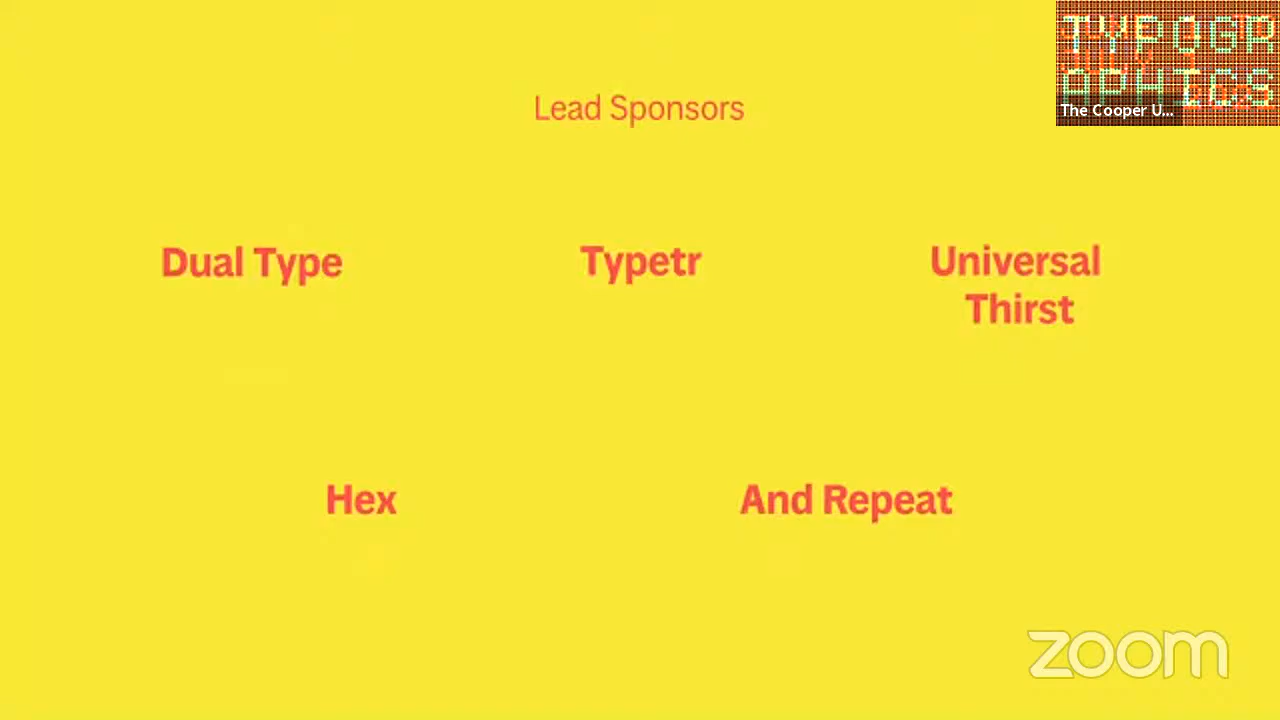 TYPOGR
APHICS
The Cooper U...
Lead Sponsors
Dual Type
Typetr
Universal
Thirst
Hex
And Repeat
zoom